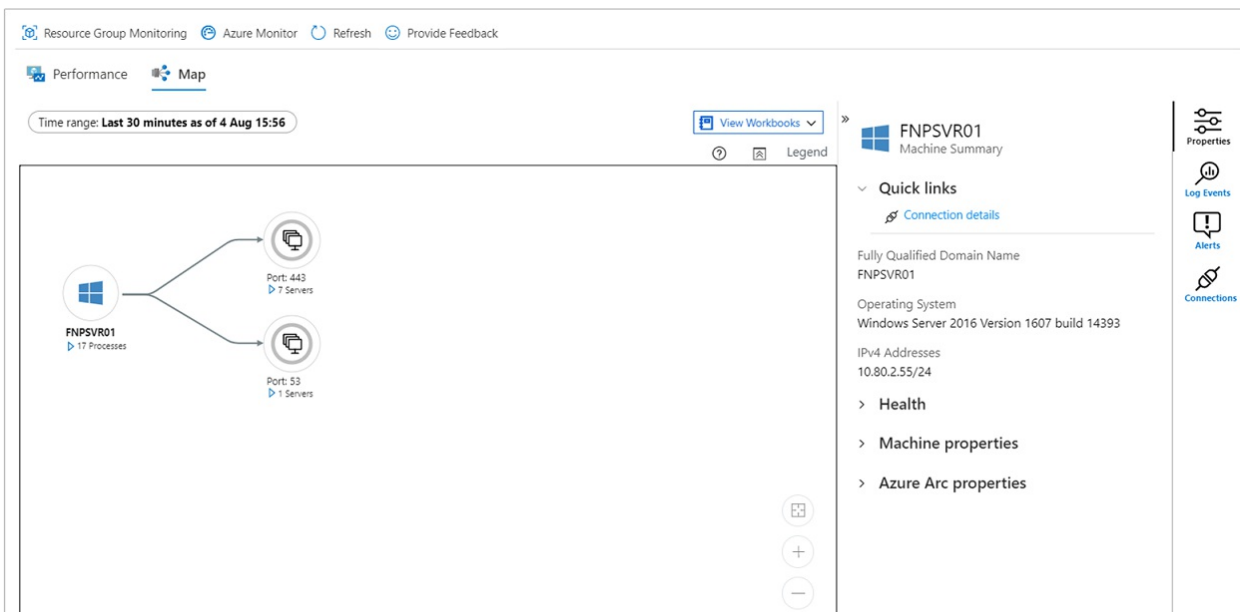 Resource Group Monitoring Azure Monitor Refresh Provide Feedback
Performance Map
Time range: Last 30 minutes as of 4 Aug 15:56
View Workbooks
Legend
Port: 443
7 Servers
FNPSVR01
17 Processes
Port: 53
1 Servers
»
FNPSVR01
Machine Summary
Quick links
Connection details
Fully Qualified Domain Name
FNPSVR01
Operating System
Windows Server 2016 Version 1607 build 14393
IPv4 Addresses
10.80.2.55/24
Health
Machine properties
Azure Arc properties
Properties
Log Events
Alerts
Connections